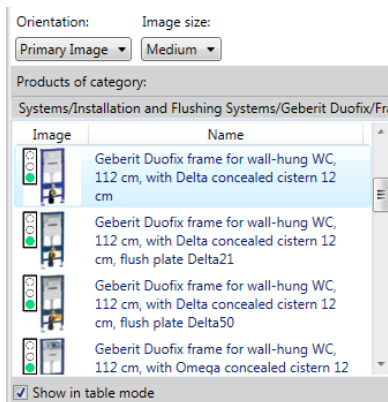 Orientation: Image size:
Primary Image Medium
Products of category:
Systems/Installation and Flushing Systems/Geberit Duofix/Fra
Image Name
Geberit Duofix frame for wall-hung WC,
112 cm, with Delta concealed cistern 12
cm
Geberit Duofix frame for wall-hung WC,
112 cm, with Delta concealed cistern 12
cm, flush plate Delta21
Geberit Duofix frame for wall-hung WC,
112 cm, with Delta concealed cistern 12
cm, flush plate Delta50
Geberit Duofix frame for wall-hung WC,
112 cm, with Omega concealed cistern 12
Show in table mode